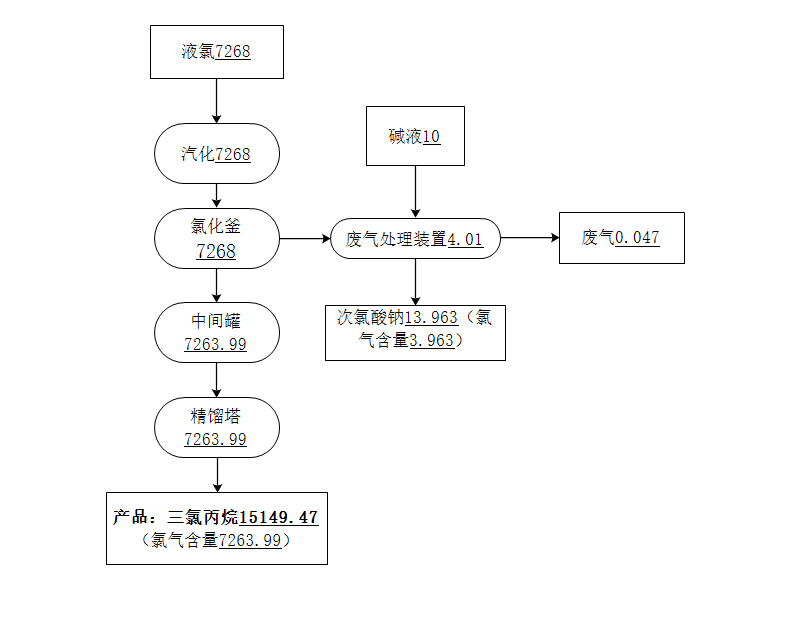 液氯7268
汽化7268
碱液10
氯化釜
7268
废气处理装置4.01
废气0.047
次氯酸钠13.963（氯
气含量3.963）
中间罐
7263.99
精馏塔
7263.99
产品：三氯丙烷15149.47
（氯气含量7263.99）